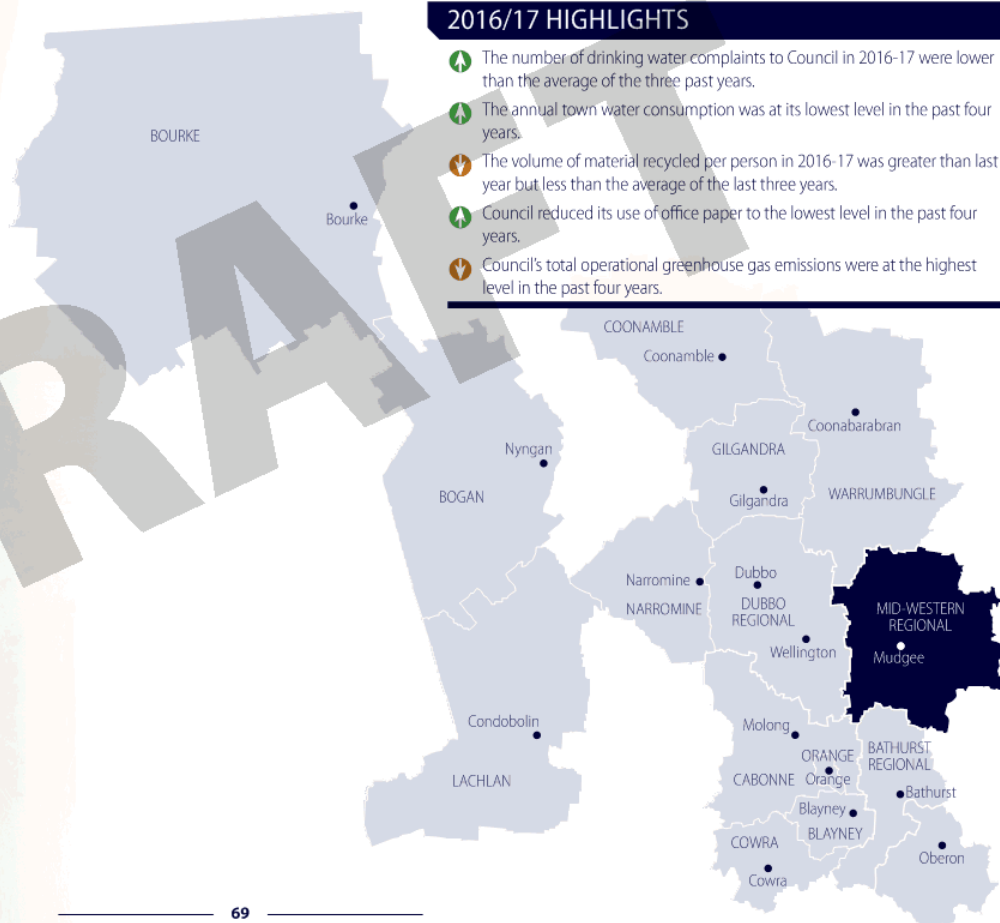 2016/17 HIGHLIGHTS
The number of drinking water complaints to Council in 2016-17 were lower
than the average of the three past years.
The annual town water consumption was at its lowest level in the past four
years.
The volume of material recycled per person in 2016-17 was greater than last
year but less than the average of the last three years.
Council reduced its use of office paper to the lowest level in the past four
years.
Council's total operational greenhouse gas emissions were at the highest
level in the past four years.
BOURKE
Bourke
RAFT
COONAMBLE
Coonamble
Coonabarabran
GILGANDRA
Nyngan
BOGAN
Gilgandra
WARRUMBUNGLE
Narromine
NARROMINE
Dubbo
DUBBO
REGIONAL
Wellington
MID-WESTERN
REGIONAL
Mudgee
Condobolin
LACHLAN
Molong
CABONNE
ORANGE
Orange
BATHURST
REGIONAL
Bathurst
Blayney
BLAYNEY
COWRA
Cowra
Oberon
69